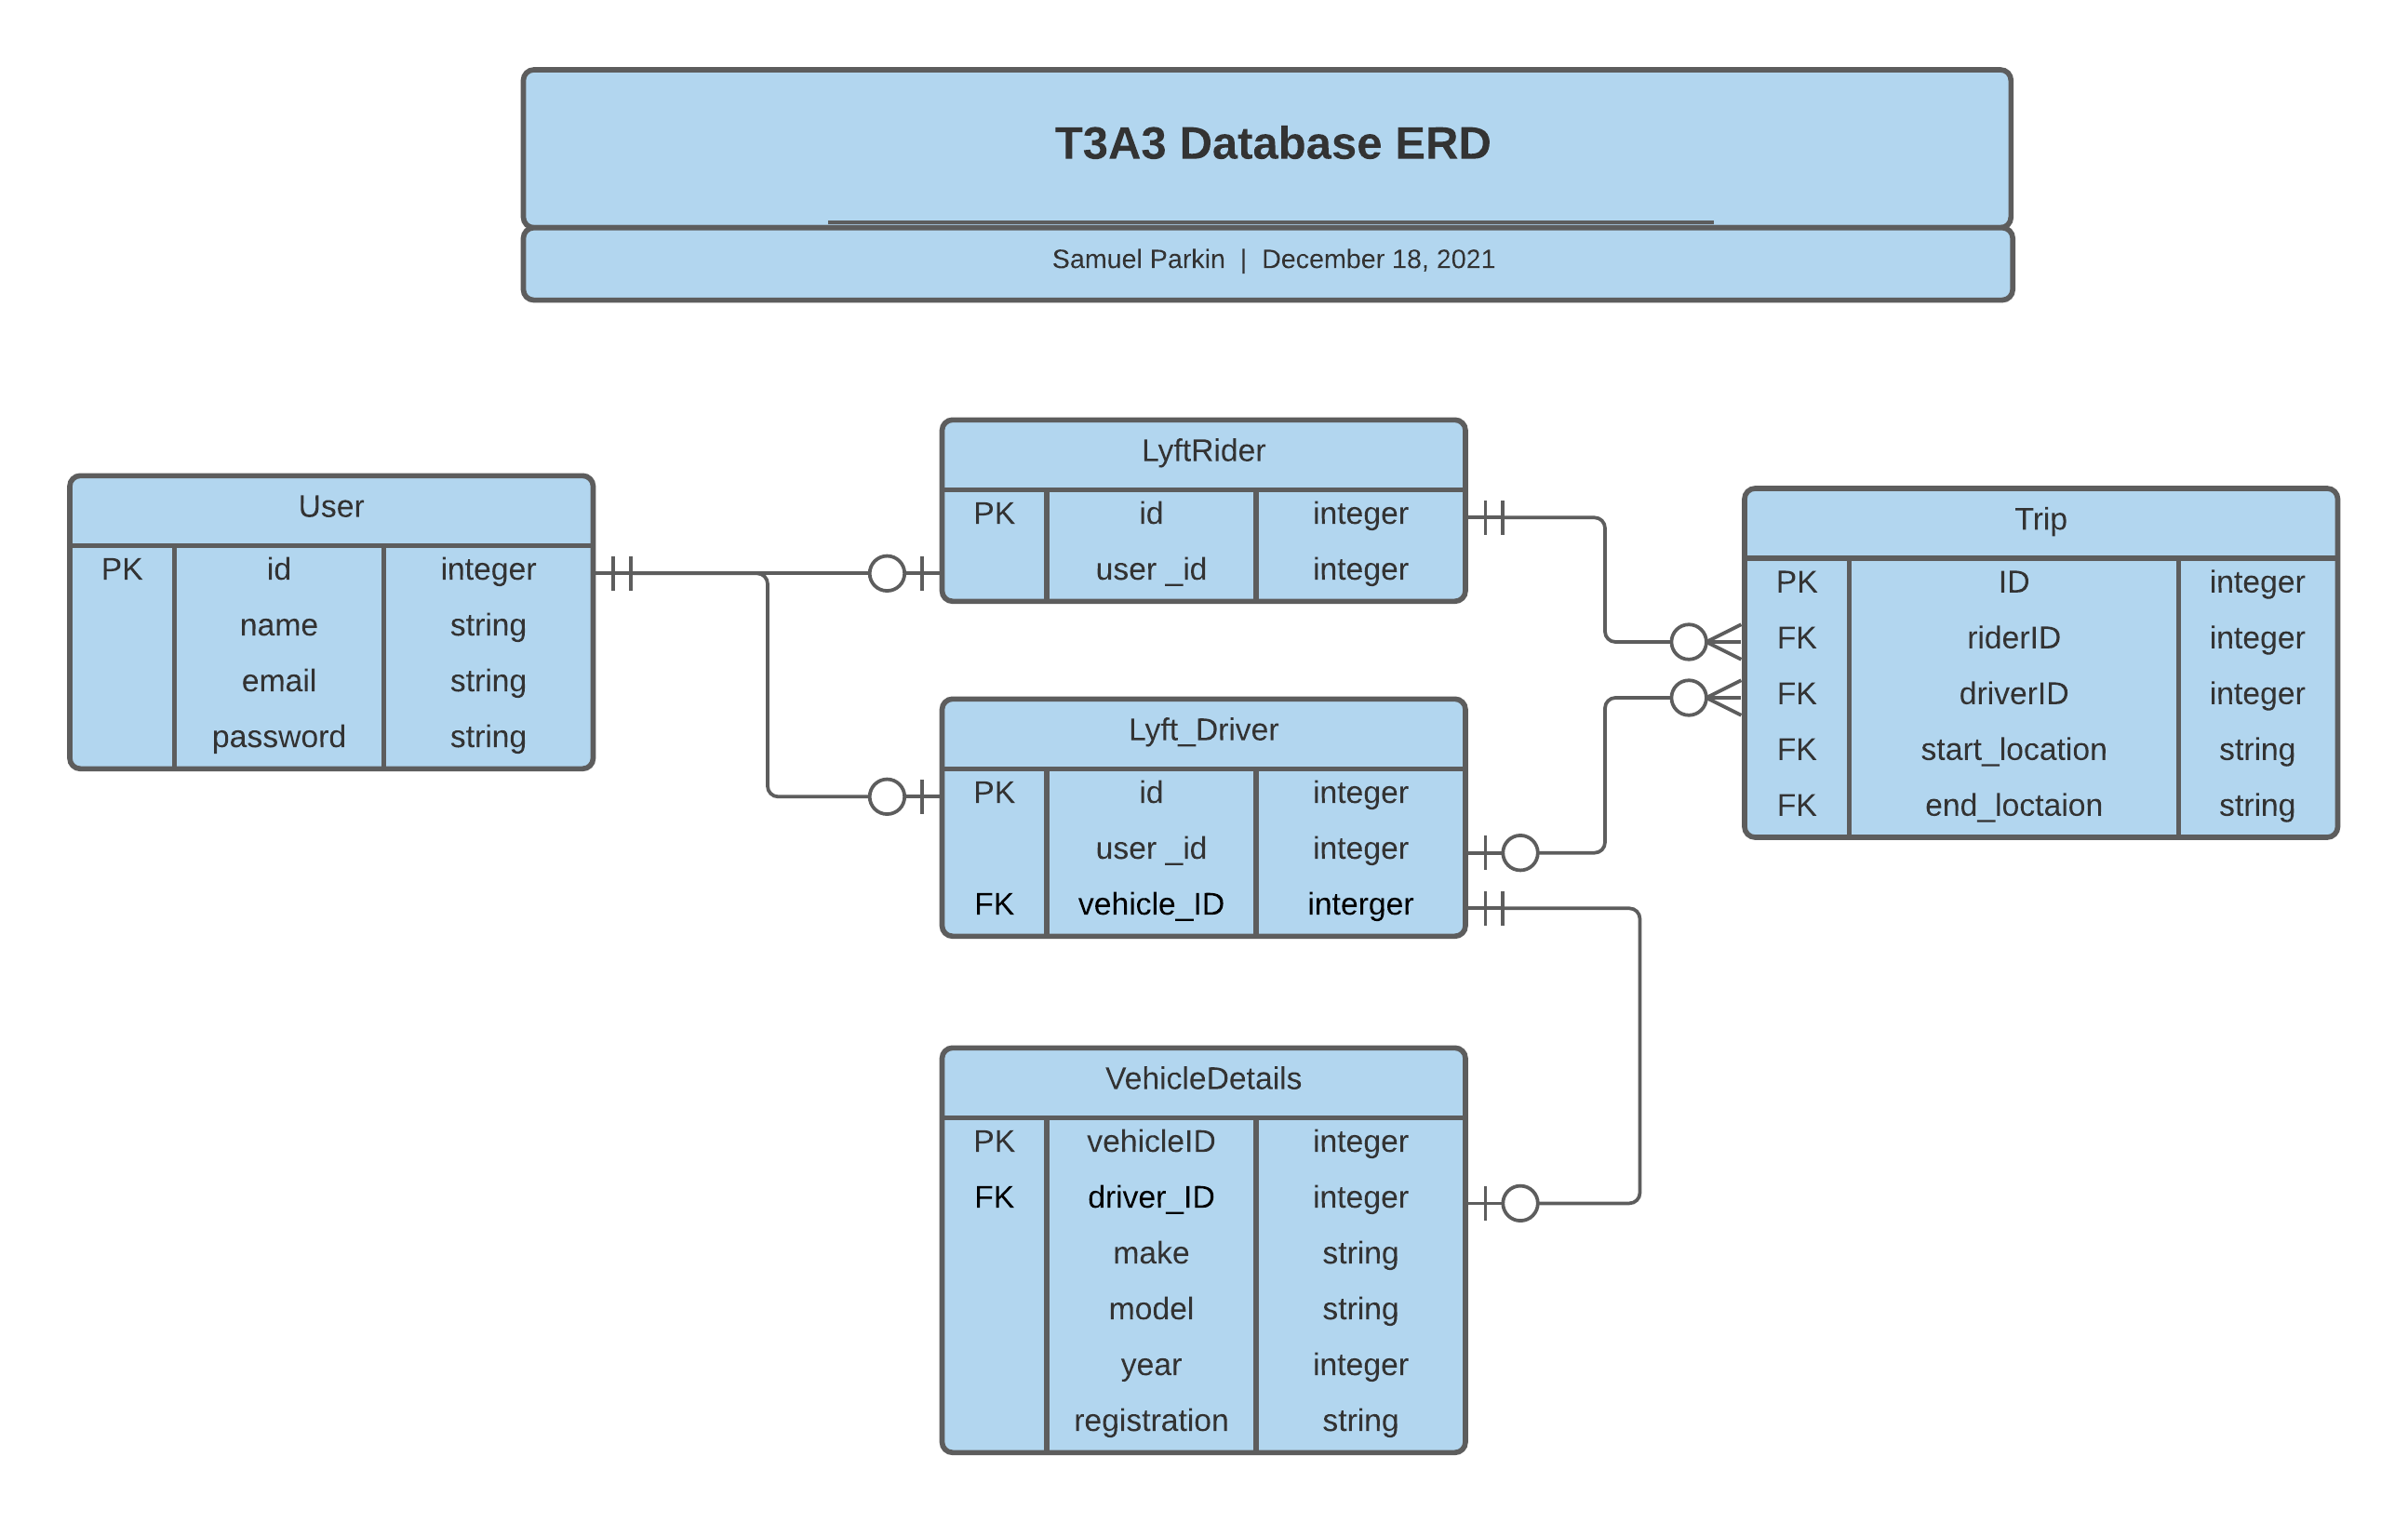 T3A3 Database ERD
Samuel Parkin | December 18, 2021
User
PK id integer
name string
email string
password string
LyftRider
PK id integer
user _id integer
Lyft_Driver
PK id integer
user _id integer
FK vehicle_ID interger
VehicleDetails
PK vehicleID integer
FK driver_ID integer
make string
model string
year integer
registration string
Trip
PK ID integer
FK riderID integer
FK driverID integer
FK start_location string
FK end_loctaion string